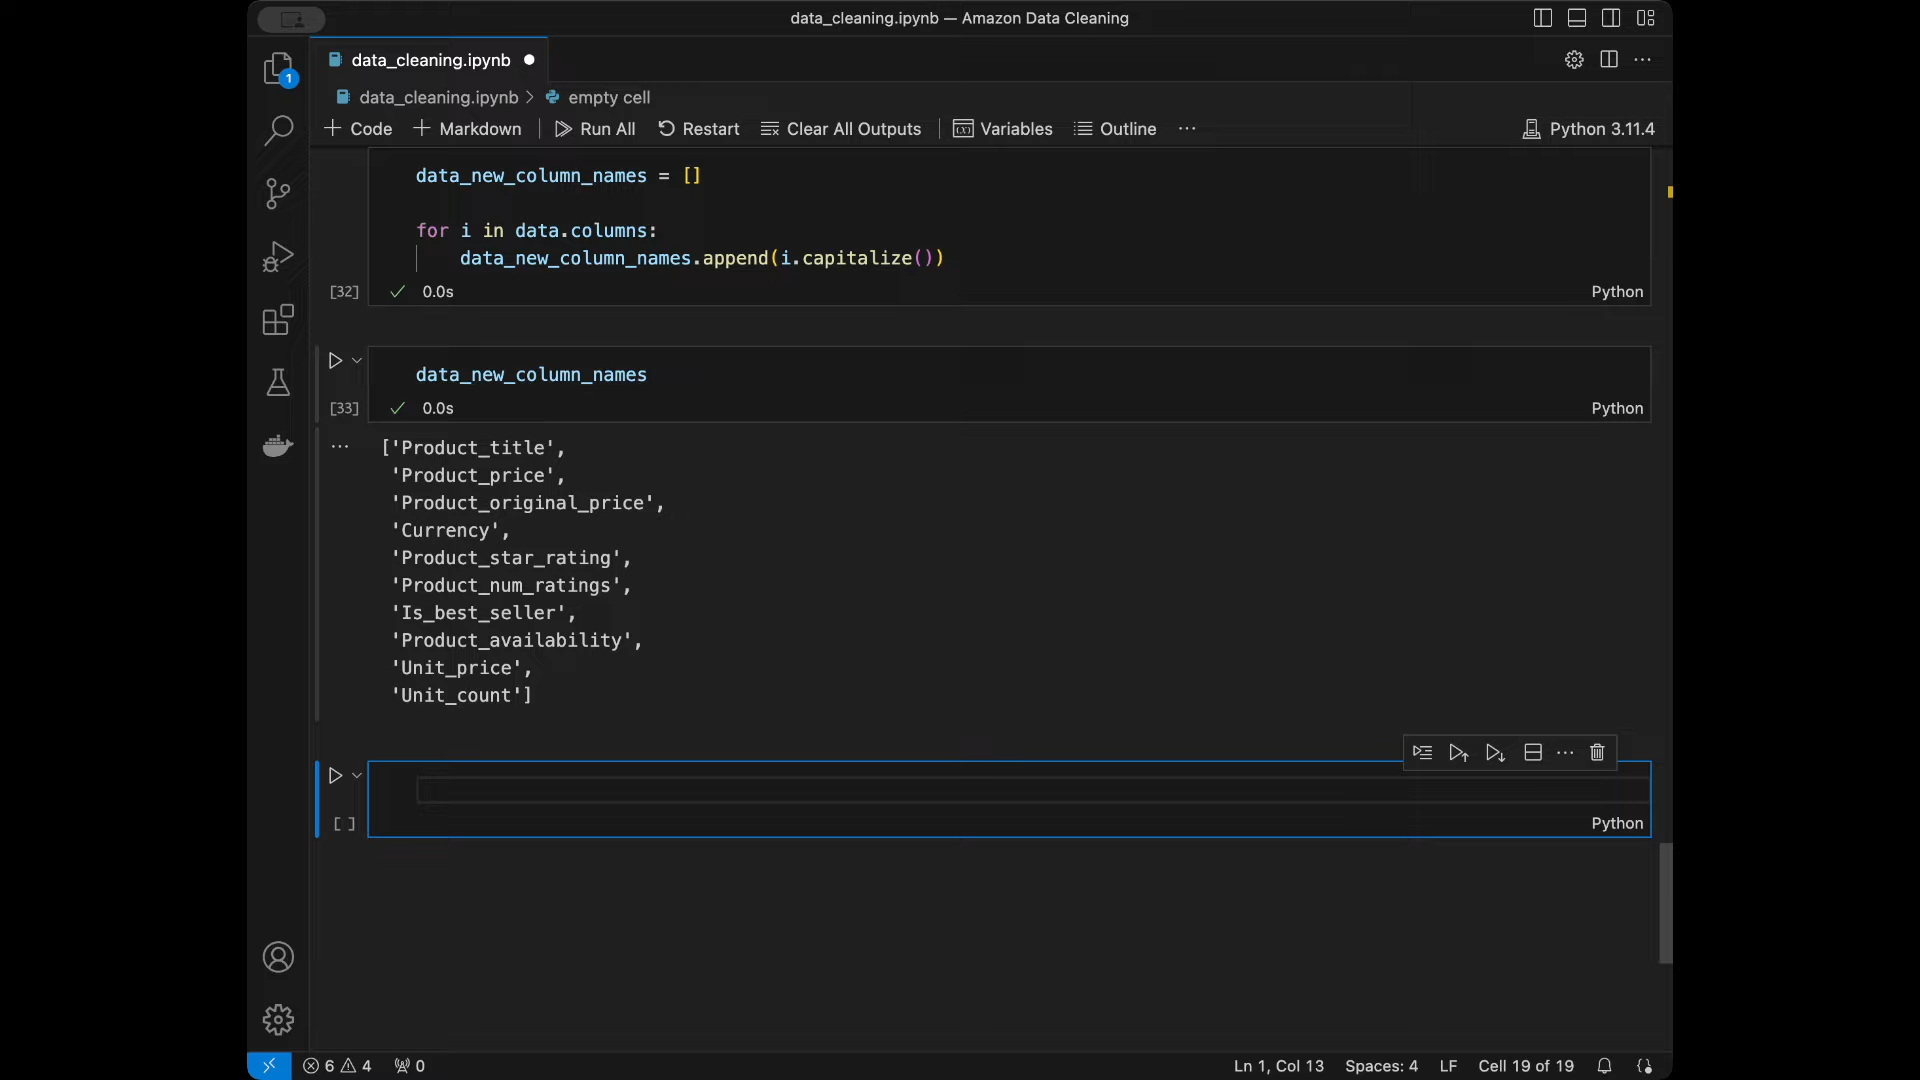 data_cleaning.ipynb — Amazon Data Cleaning
data_cleaning.ipynb
1
data_cleaning.ipynb > empty cell
+ Code + Markdown Run All Restart Clear All Outputs Variables Outline ··· Python 3.11.4
data_new_column_names = []
for i in data.columns:
data_new_column_names.append(i.capitalize())
[32] ✓ 0.0s Python
data_new_column_names
[33] ✓ 0.0s Python
['Product_title',
'Product_price',
'Product_original_price',
'Currency',
'Product_star_rating',
'Product_num_ratings',
'Is_best_seller',
'Product_availability',
'Unit_price',
'Unit_count']
[ ] Python
6 4 0 Ln 1, Col 13 Spaces: 4 LF Cell 19 of 19